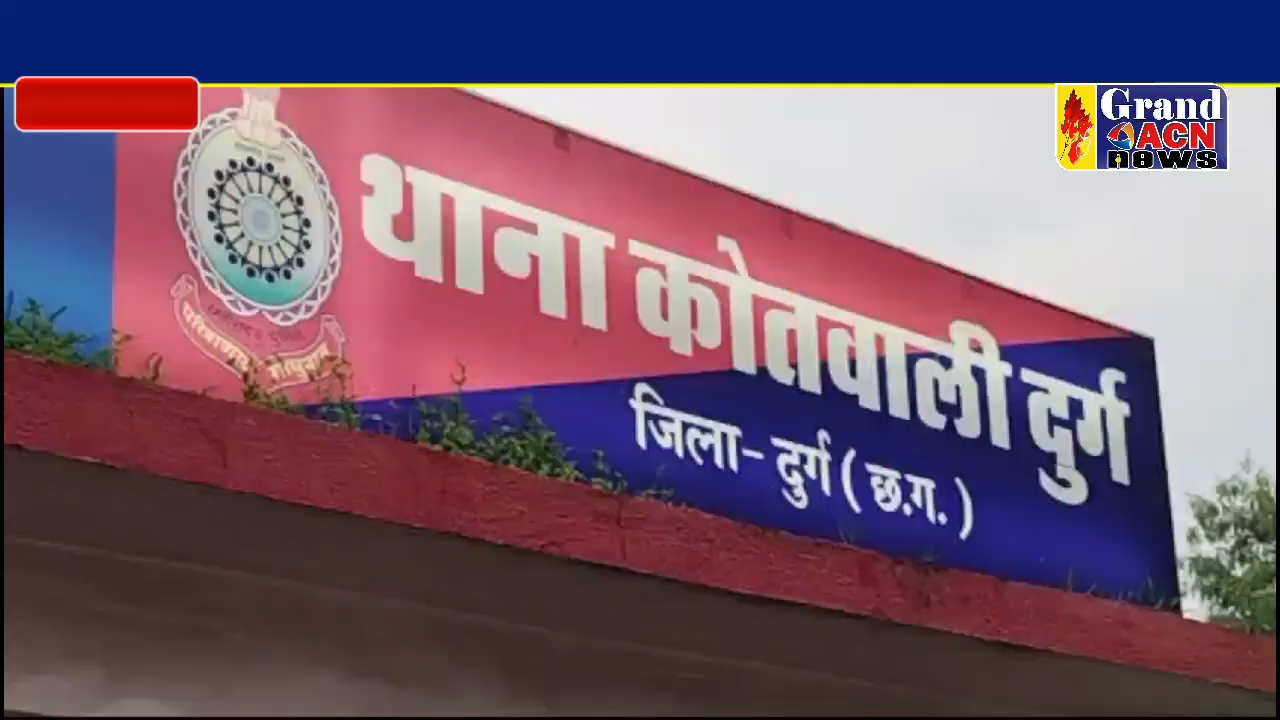 Grand
ACN
news
थाना कोतवाली दुर्ग
जिला- दुर्ग ( छ.ग. )